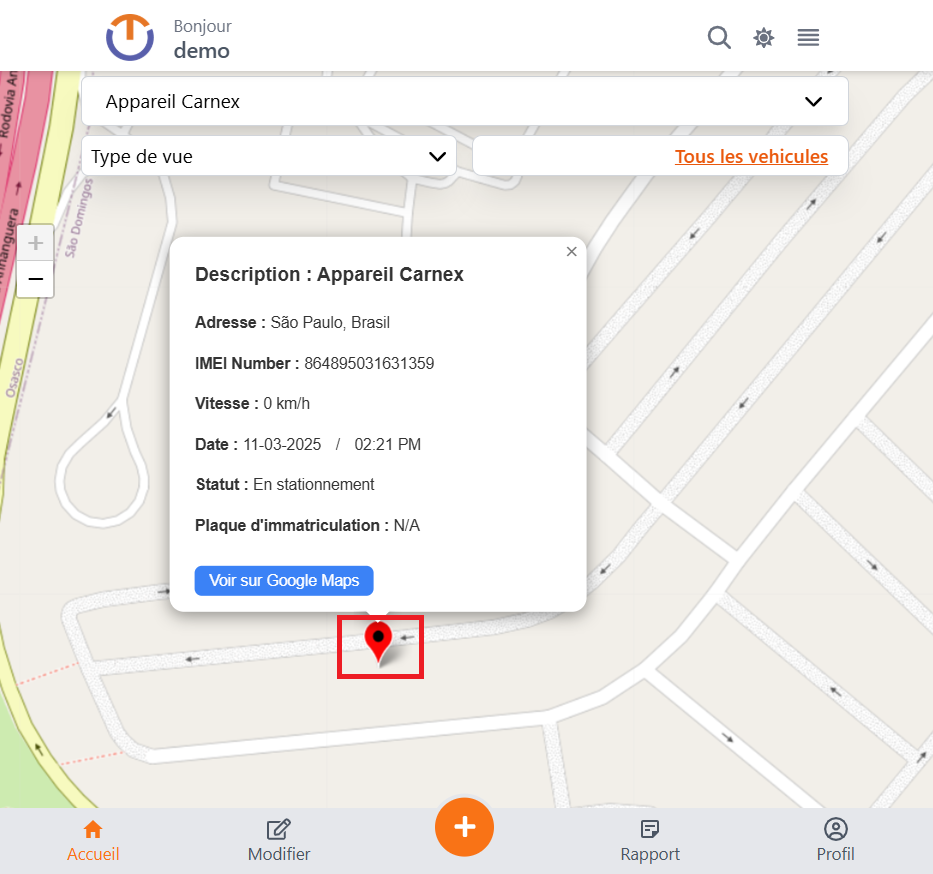 Bonjour
demo
Appareil Carnex
Type de vue
Tous les vehicules
Rodovia An
Anhanguera
São Domingos
Osasco
+
−
×
Description : Appareil Carnex
Adresse : São Paulo, Brasil
IMEI Number : 864895031631359
Vitesse : 0 km/h
Date : 11-03-2025 / 02:21 PM
Statut : En stationnement
Plaque d'immatriculation : N/A
Voir sur Google Maps
Accueil
Modifier
+
Rapport
Profil